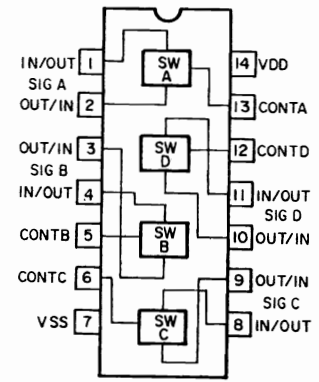 IN/OUT 1 SW A 14 VDD
SIG A
OUT/IN 2 13 CONTA
OUT/IN 3 SW D 12 CONTD
SIG B
IN/OUT 4 11 IN/OUT
SIG D
CONTB 5 SW B 10 OUT/IN
CONTC 6 9 OUT/IN
SIG C
VSS 7 SW C 8 IN/OUT